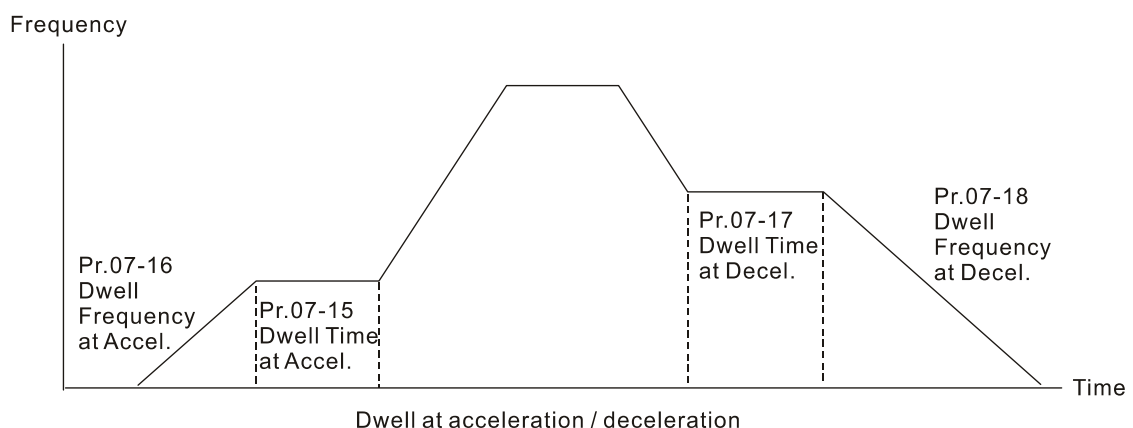 Frequency
Pr.07-16
Dwell
Frequency
at Accel.
Pr.07-15
Dwell Time
at Accel.
Pr.07-17
Dwell Time
at Decel.
Pr.07-18
Dwell
Frequency
at Decel.
Time
Dwell at acceleration / deceleration